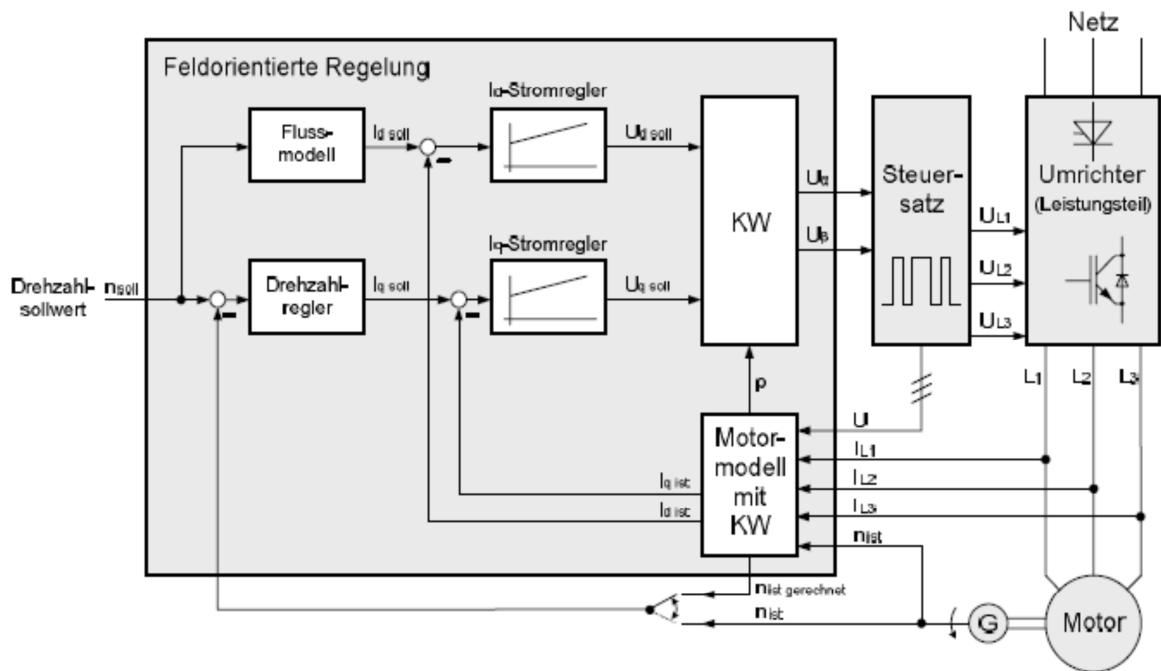 Netz
Feldorientierte Regelung
Id-Stromregler
Fluss-
modell
Id soll
Ud soll
KW
Uα
Uβ
Steuer-
satz
Umrichter
(Leistungsteil)
UL1
UL2
UL3
Iq-Stromregler
Drehzahl-
sollwert
nsoll
Drehzahl-
regler
Iq soll
Uq soll
L1
L2
L3
p
U
IL1
IL2
IL3
nist
Motor-
modell
mit
KW
Iq ist
Id ist
nist gerechnet
nist
G
Motor